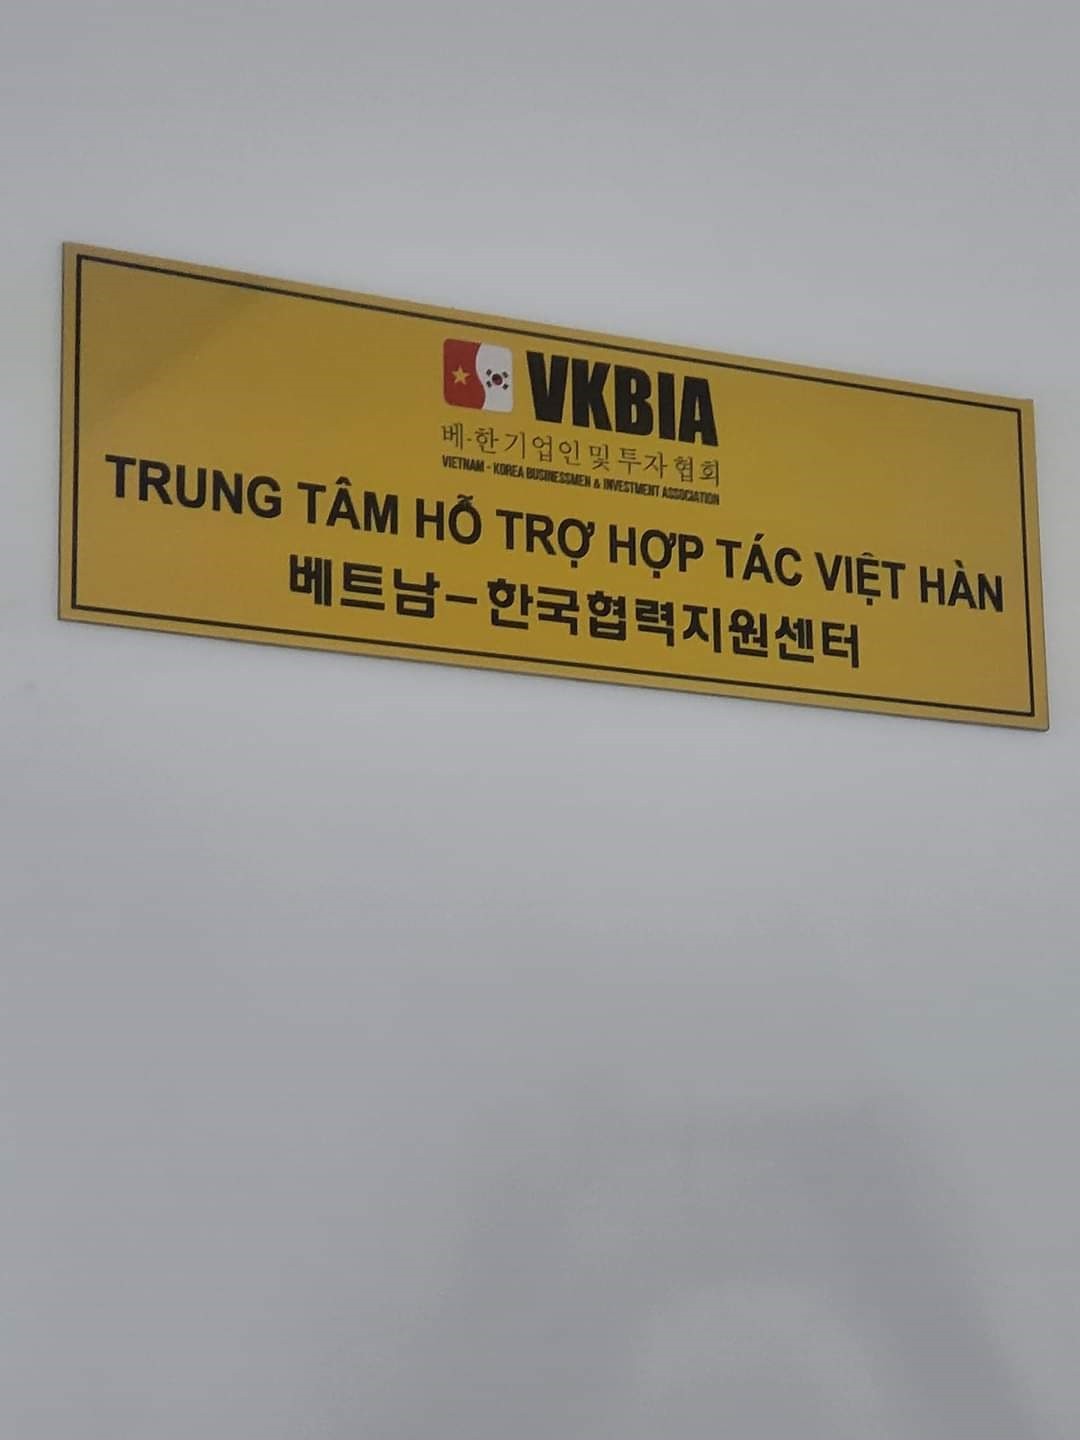 VKBIA
베-한기업인및투자협회
VIETNAM - KOREA BUSINESSMEN & INVESTMENT ASSOCIATION
TRUNG TÂM HỖ TRỢ HỢP TÁC VIỆT HÀN
베트남-한국협력지원센터